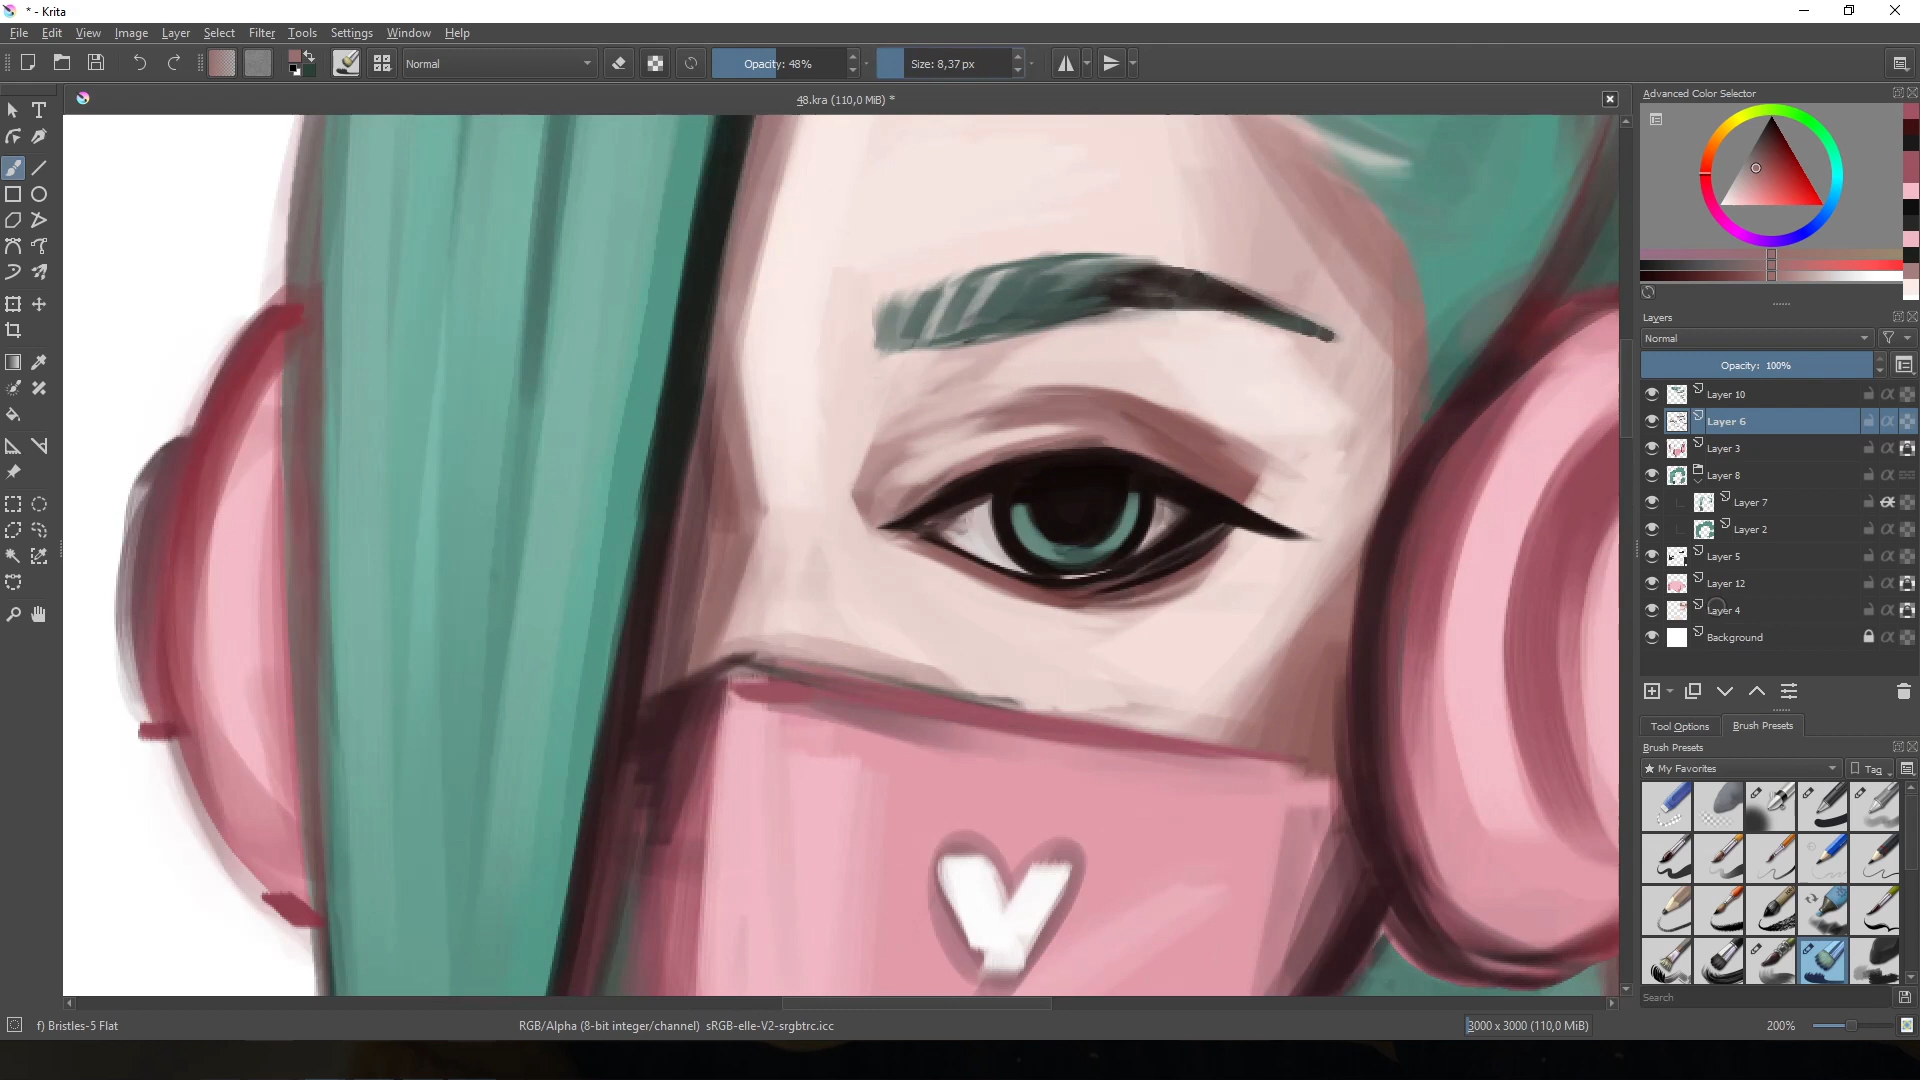 * - Krita
File Edit View Image Layer Select Filter Tools Settings Window Help
Normal
Opacity: 48%
Size: 8,37 px
48.kra (110,0 MiB) *
Advanced Color Selector
Layers
Normal
Opacity: 100%
Layer 10
Layer 6
Layer 3
Layer 8
Layer 7
Layer 2
Layer 5
Layer 12
Layer 4
Background
Tool Options Brush Presets
Brush Presets
★ My Favorites Tag
Search
f) Bristles-5 Flat
RGB/Alpha (8-bit integer/channel) sRGB-elle-V2-srgbtrc.icc
3000 x 3000 (110,0 MiB)
200%